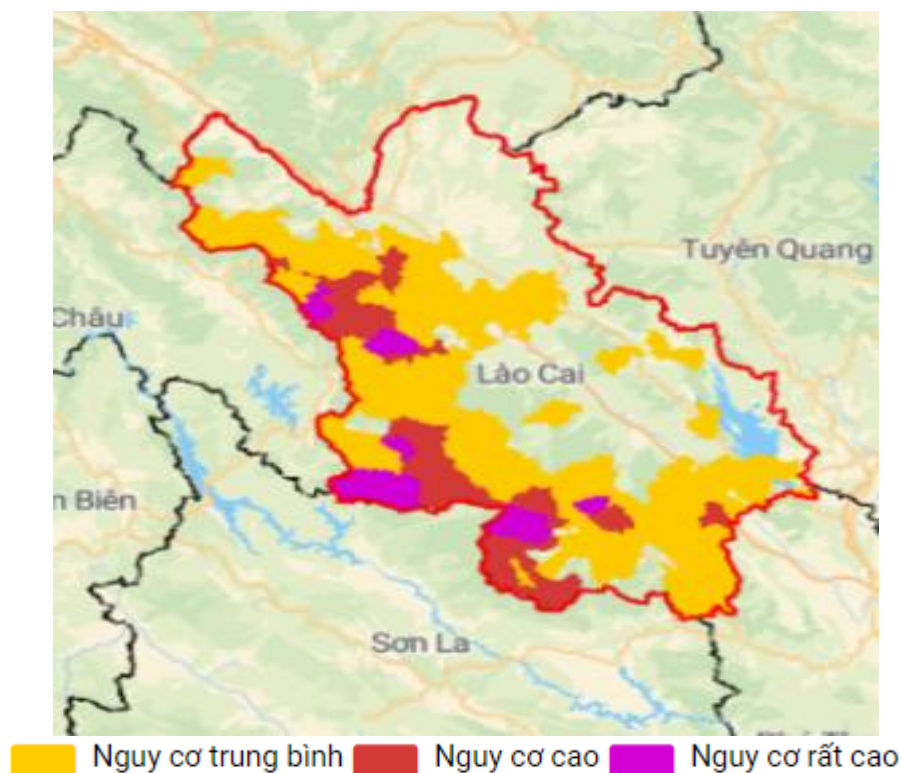 Tuyên Quang
Châu
Lào Cai
n Biên
Sơn La
Nguy cơ trung bình
Nguy cơ cao
Nguy cơ rất cao